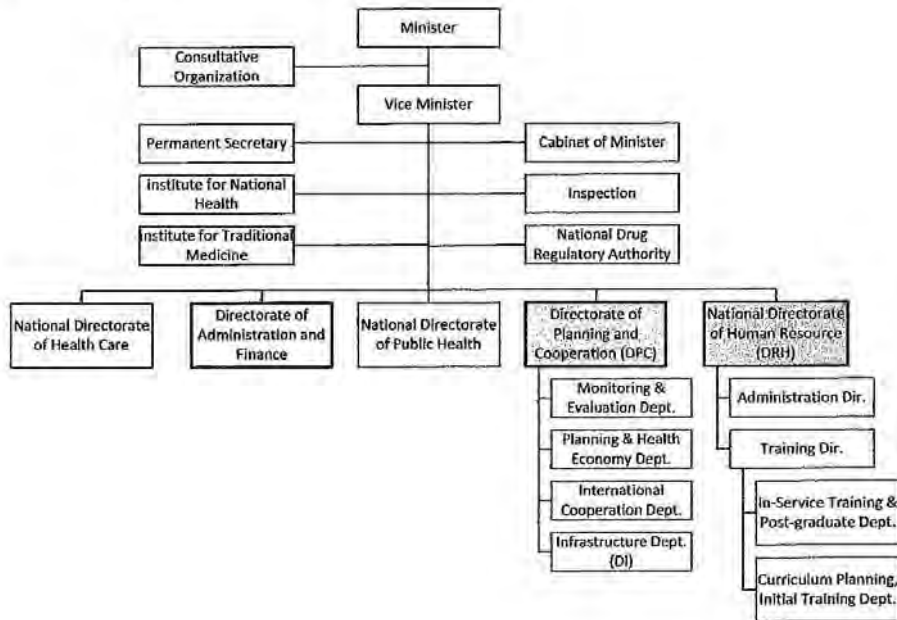 Minister
Consultative
Organization
Vice Minister
Permanent Secretary
Cabinet of Minister
Institute for National
Health
Inspection
Institute for Traditional
Medicine
National Drug
Regulatory Authority
National Directorate
of Health Care
Directorate of
Administration and
Finance
National Directorate
of Public Health
Directorate of
Planning and
Cooperation (DPC)
National Directorate
of Human Resource
(DRH)
Monitoring &
Evaluation Dept.
Planning & Health
Economy Dept.
International
Cooperation Dept.
Infrastructure Dept.
(DI)
Administration Dir.
Training Dir.
In-Service Training &
Post-graduate Dept.
Curriculum Planning,
Initial Training Dept.